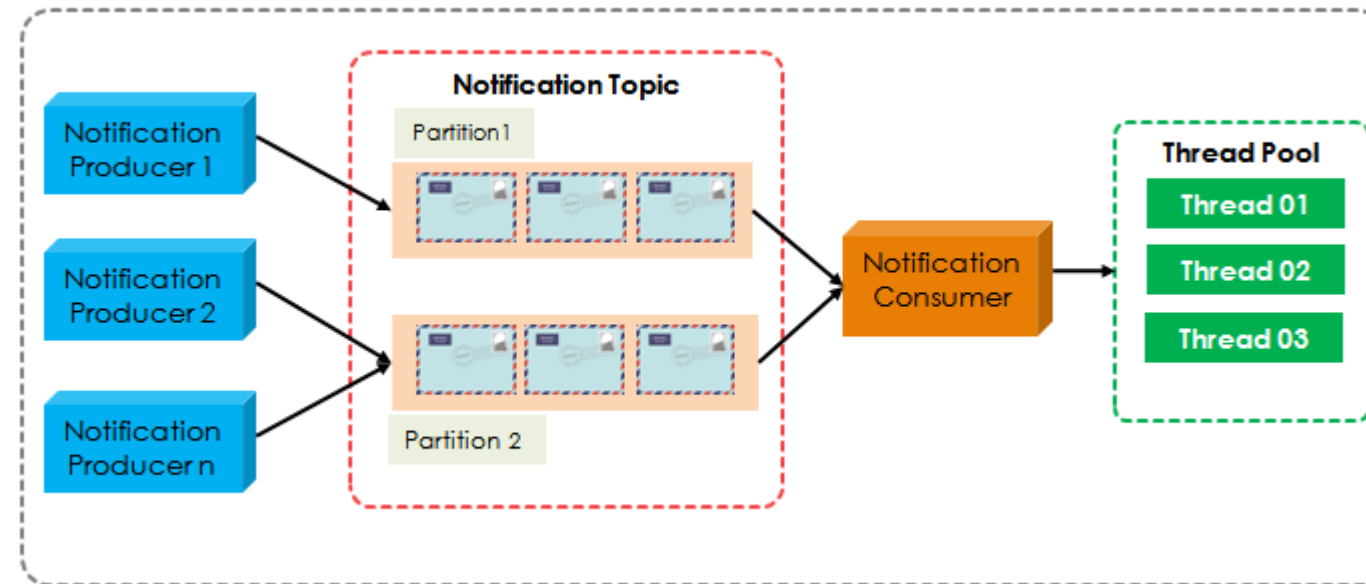 Notification Topic
Partition1
Notification
Producer 1
Notification
Producer 2
Notification
Producer n
Partition 2
Notification
Consumer
Thread Pool
Thread 01
Thread 02
Thread 03